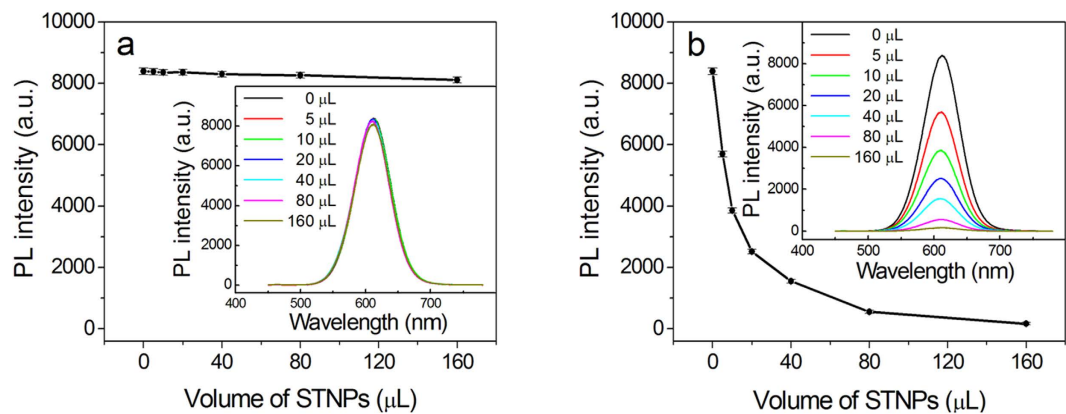 a
10000
8000
6000
4000
2000
0
PL intensity (a.u.)
0 40 80 120 160
Volume of STNPs (μL)
0 μL
5 μL
10 μL
20 μL
40 μL
80 μL
160 μL
8000
6000
4000
2000
0
PL intensity (a.u.)
400 500 600 700
Wavelength (nm)
b
10000
8000
6000
4000
2000
0
PL intensity (a.u.)
0 40 80 120 160
Volume of STNPs (μL)
0 μL
5 μL
10 μL
20 μL
40 μL
80 μL
160 μL
8000
6000
4000
2000
0
PL intensity (a.u.)
400 500 600 700
Wavelength (nm)